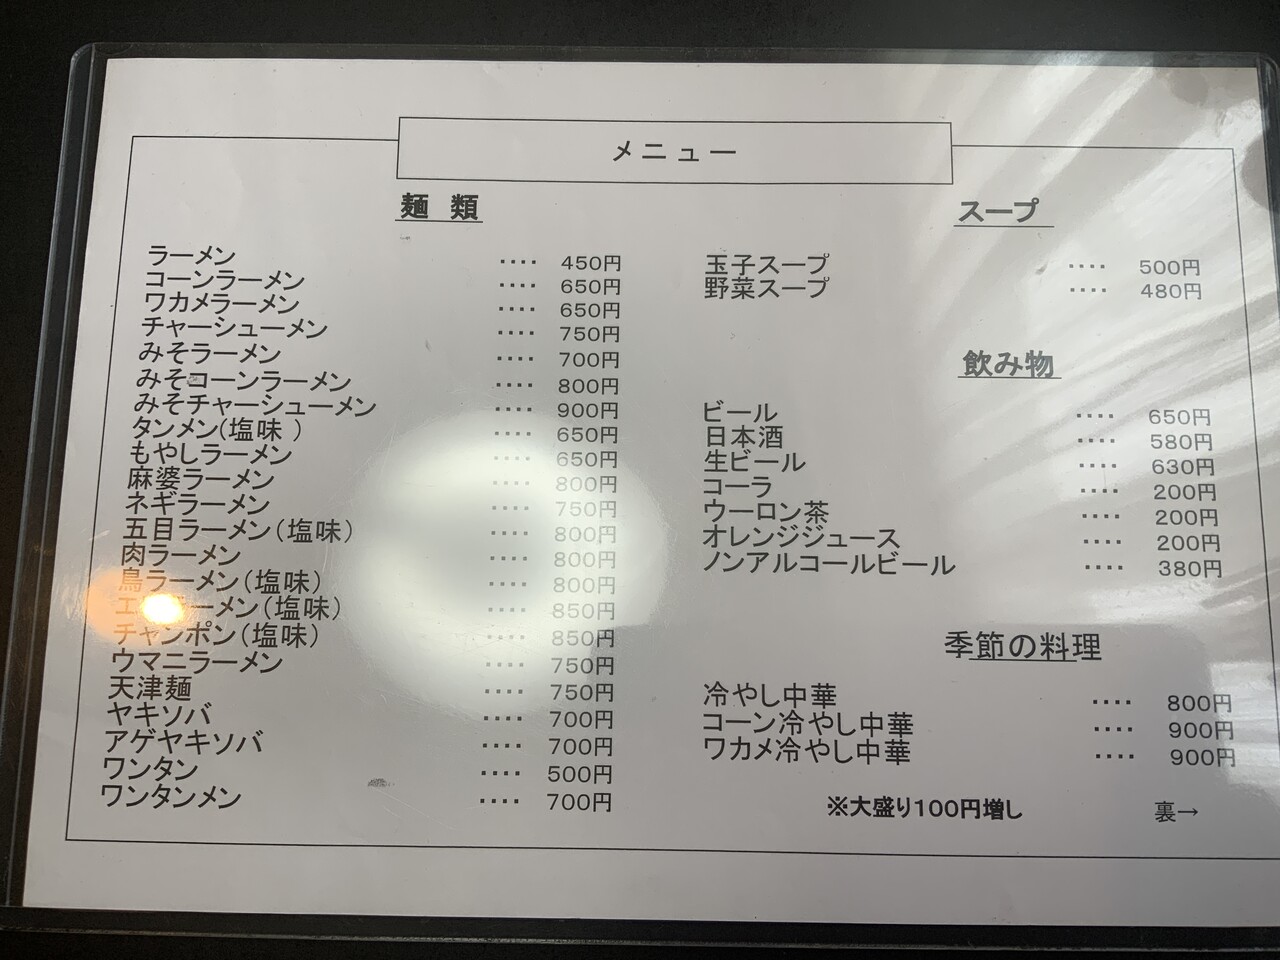 メニュー
麺 類
ラーメン ････ 450円
コーンラーメン ････ 650円
ワカメラーメン ････ 650円
チャーシューメン ････ 750円
みそラーメン ････ 700円
みそコーンラーメン ････ 800円
みそチャーシューメン ････ 900円
タンメン(塩味 ) ････ 650円
もやしラーメン ････ 650円
麻婆ラーメン ････ 800円
ネギラーメン ････ 750円
五目ラーメン(塩味) ････ 800円
肉ラーメン ････ 800円
鳥ラーメン(塩味) ････ 800円
エビラーメン(塩味) ････ 850円
チャンポン(塩味) ････ 850円
ウマニラーメン ････ 750円
天津麺 ････ 750円
ヤキソバ ････ 700円
アゲヤキソバ ････ 700円
ワンタン ････ 500円
ワンタンメン ････ 700円
スープ
玉子スープ ････ 500円
野菜スープ ････ 480円
飲み物
ビール ････ 650円
日本酒 ････ 580円
生ビール ････ 630円
コーラ ････ 200円
ウーロン茶 ････ 200円
オレンジジュース ････ 200円
ノンアルコールビール ････ 380円
季節の料理
冷やし中華 ････ 800円
コーン冷やし中華 ････ 900円
ワカメ冷やし中華 ････ 900円
※大盛り100円増し
裏→